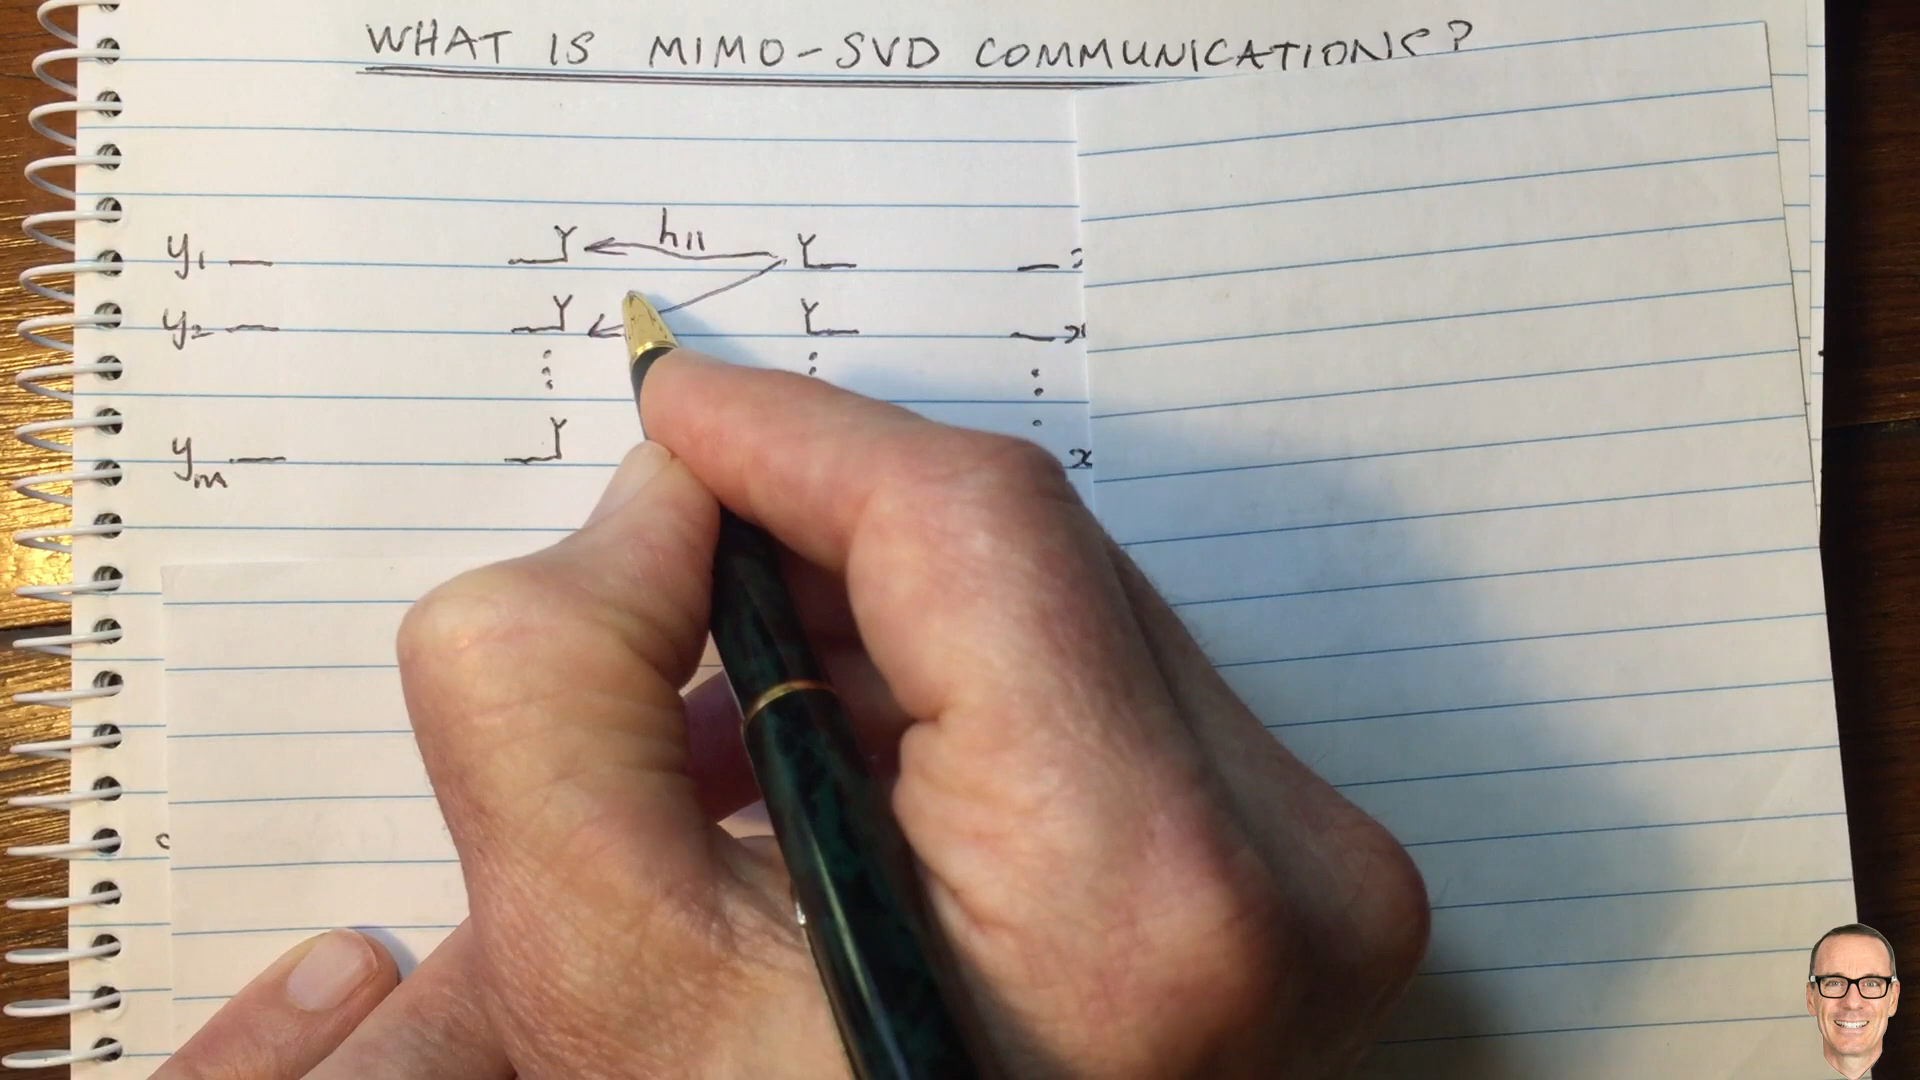 WHAT IS MIMO-SVD COMMUNICATIONS?
y1 h11
y2 x
ym x